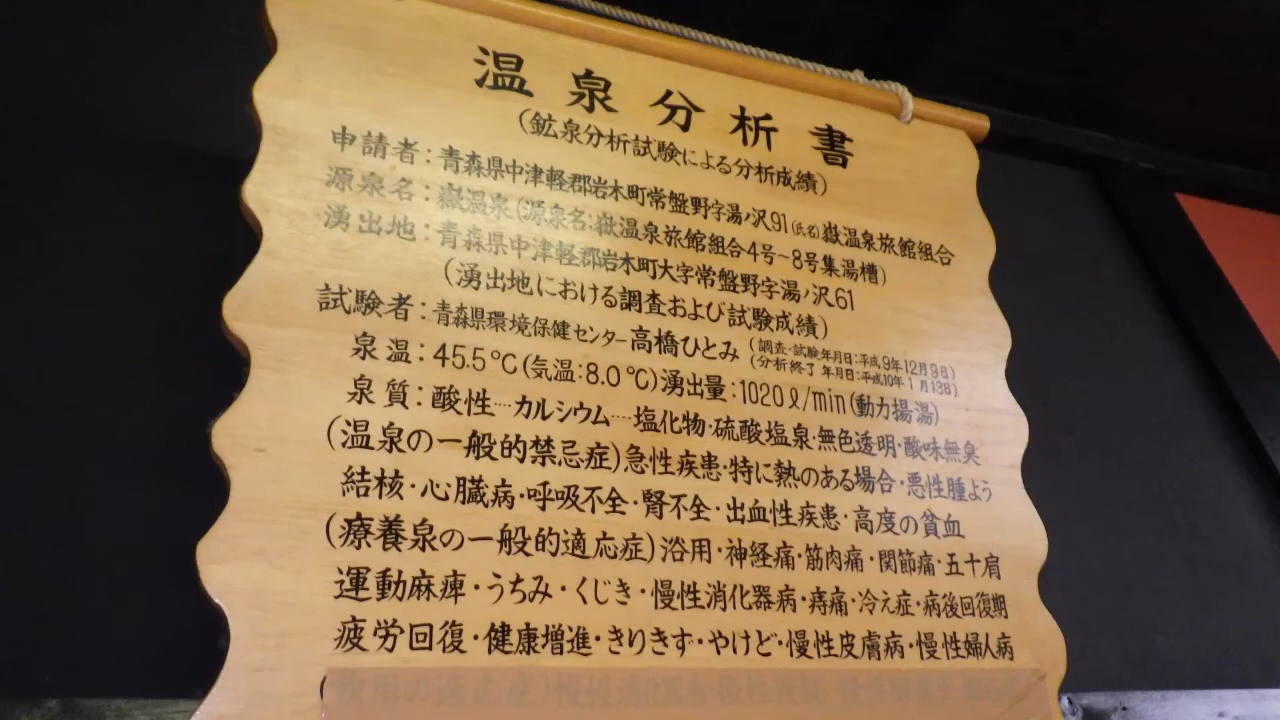 温泉分析書
(鉱泉分析試験による分析成績)
申請者:青森県中津軽郡岩木町常盤野字湯ノ沢91(氏名)嶽温泉旅館組合
源泉名:嶽温泉(源泉名:嶽温泉旅館組合4号~8号集湯槽)
湧出地:青森県中津軽郡岩木町大字常盤野字湯ノ沢61
(湧出地における調査および試験成績)
試験者:青森県環境保健センター高橋ひとみ(調査・試験年月日:平成9年12月9日)
(分析終了年月日:平成10年1月13日)
泉温:45.5℃(気温:8.0℃)湧出量:1020ℓ/min(動力揚湯)
泉質:酸性…カルシウム…塩化物・硫酸塩泉・無色透明・酸味無臭
(温泉の一般的禁忌症)急性疾患・特に熱のある場合・悪性腫よう
結核・心臓病・呼吸不全・腎不全・出血性疾患・高度の貧血
(療養泉の一般的適応症)浴用・神経痛・筋肉痛・関節痛・五十肩
運動麻痺・うちみ・くじき・慢性消化器病・痔痛・冷え症・病後回復期
疲労回復・健康増進・きりきず・やけど・慢性皮膚病・慢性婦人病